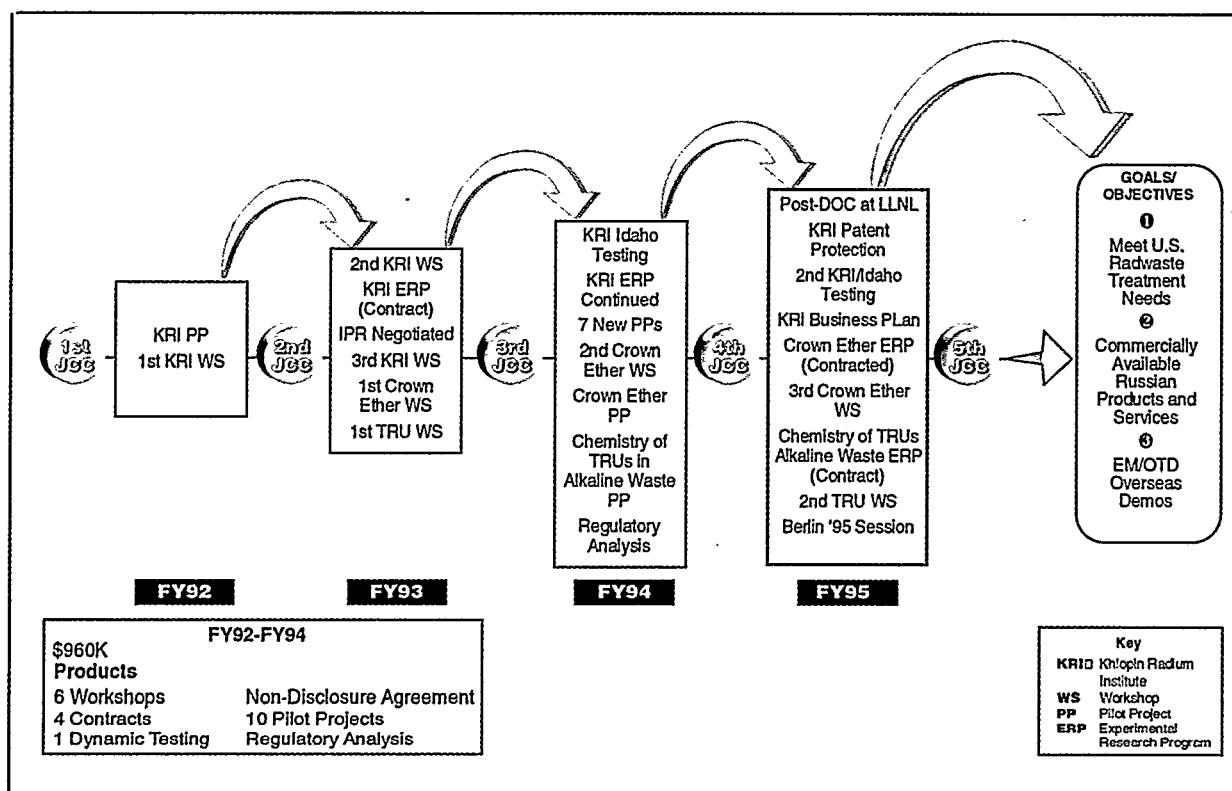 1st
JCC
KRI PP
1st KRI WS
FY92
2nd
JCC
2nd KRI WS
KRI ERP
(Contract)
IPR Negotiated
3rd KRI WS
1st Crown
Ether WS
1st TRU WS
FY93
3rd
JCC
KRI Idaho
Testing
KRI ERP
Continued
7 New PPs
2nd Crown
Ether WS
Crown Ether
PP
Chemistry of
TRUs in
Alkaline Waste
PP
Regulatory
Analysis
FY94
4th
JCC
Post-DOC at LLNL
KRI Patent
Protection
2nd KRI/Idaho
Testing
KRI Business PLan
Crown Ether ERP
(Contracted)
3rd Crown Ether
WS
Chemistry of TRUs
Alkaline Waste ERP
(Contract)
2nd TRU WS
Berlin '95 Session
FY95
5th
JCC
GOALS/
OBJECTIVES
❶
Meet U.S.
Radwaste
Treatment
Needs
❷
Commercially
Available
Russian
Products and
Services
❸
EM/OTD
Overseas
Demos
FY92-FY94
$960K
Products
6 Workshops Non-Disclosure Agreement
4 Contracts 10 Pilot Projects
1 Dynamic Testing Regulatory Analysis
Key
KRI Khlopin Radium
Institute
WS Workshop
PP Pilot Project
ERP Experimental
Research Program